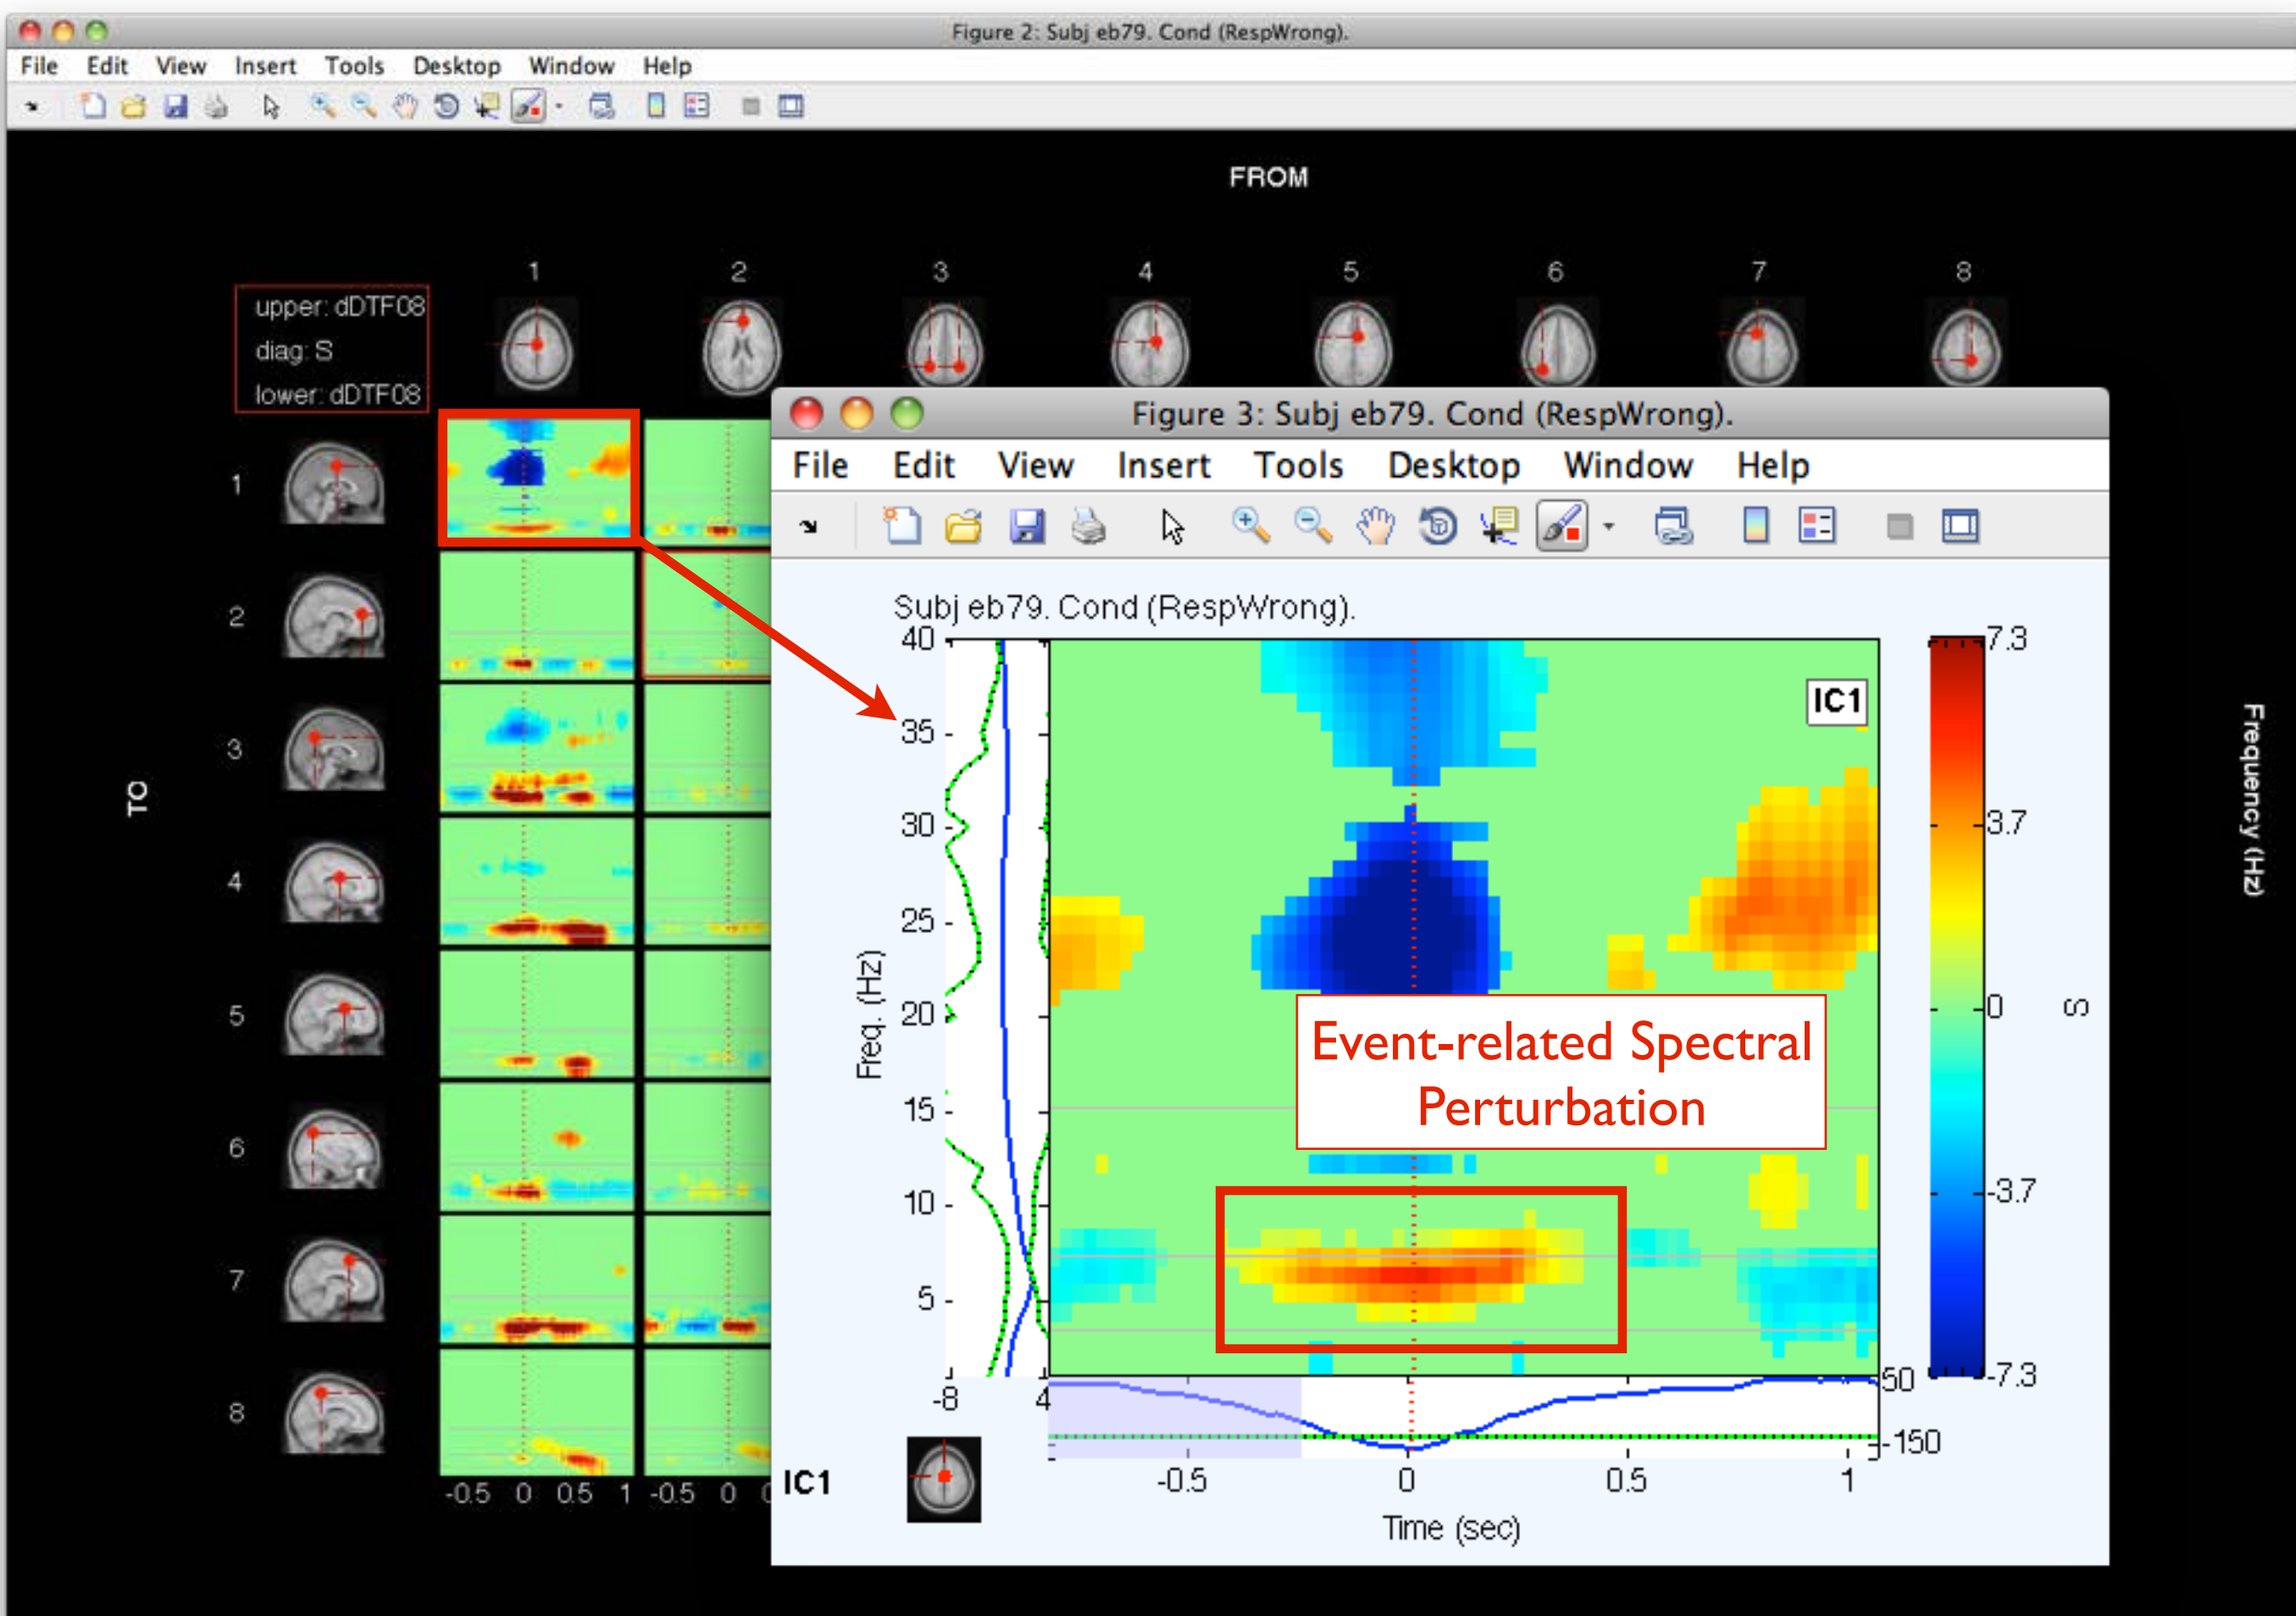 Figure 2: Subj eb79. Cond (RespWrong).
File Edit View Insert Tools Desktop Window Help
FROM
1 2 3 4 5 6 7 8
upper: dDTF08
diag: S
lower: dDTF08
TO
1
2
3
4
5
6
7
8
-0.5 0 0.5 1 -0.5 0
Frequency (Hz)
Figure 3: Subj eb79. Cond (RespWrong).
File Edit View Insert Tools Desktop Window Help
Subj eb79. Cond (RespWrong).
40
35
30
25
20
15
10
5
Freq. (Hz)
-8 4
IC1
Event-related Spectral
Perturbation
7.3
3.7
0
-3.7
-7.3
S
50
-150
IC1
-0.5 0 0.5 1
Time (sec)